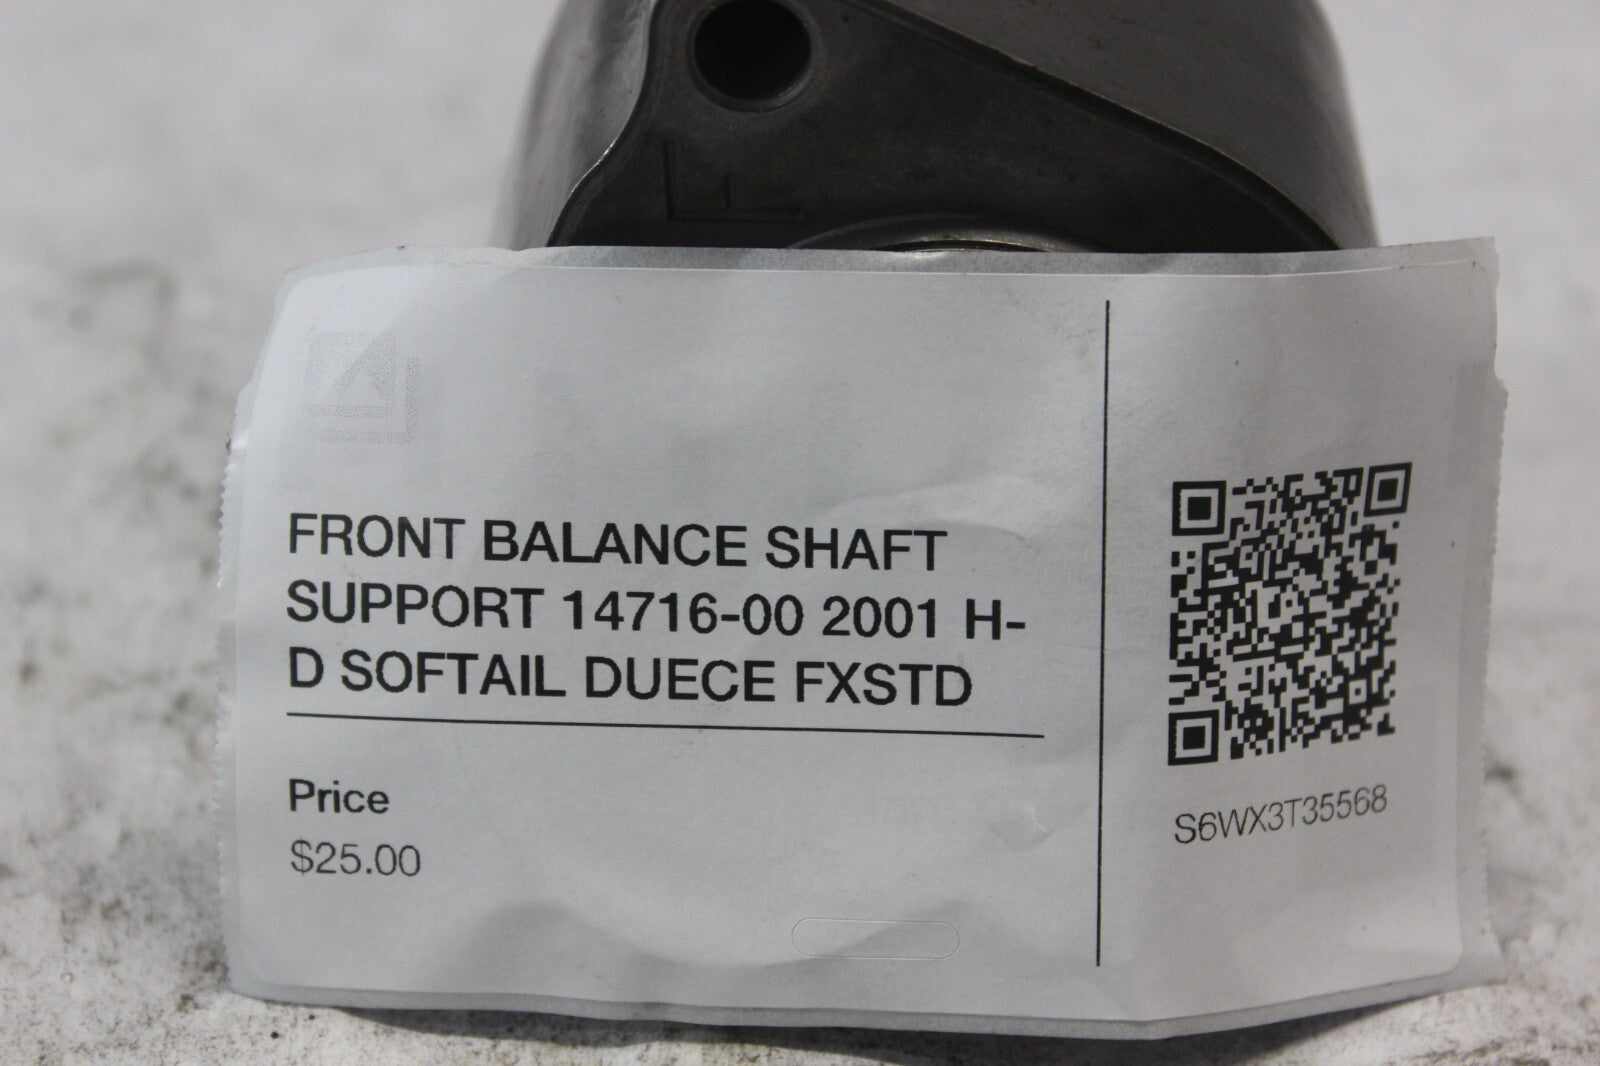 F
FRONT BALANCE SHAFT
SUPPORT 14716-00 2001 H-
D SOFTAIL DUECE FXSTD
Price
$25.00
S6WX3T35568